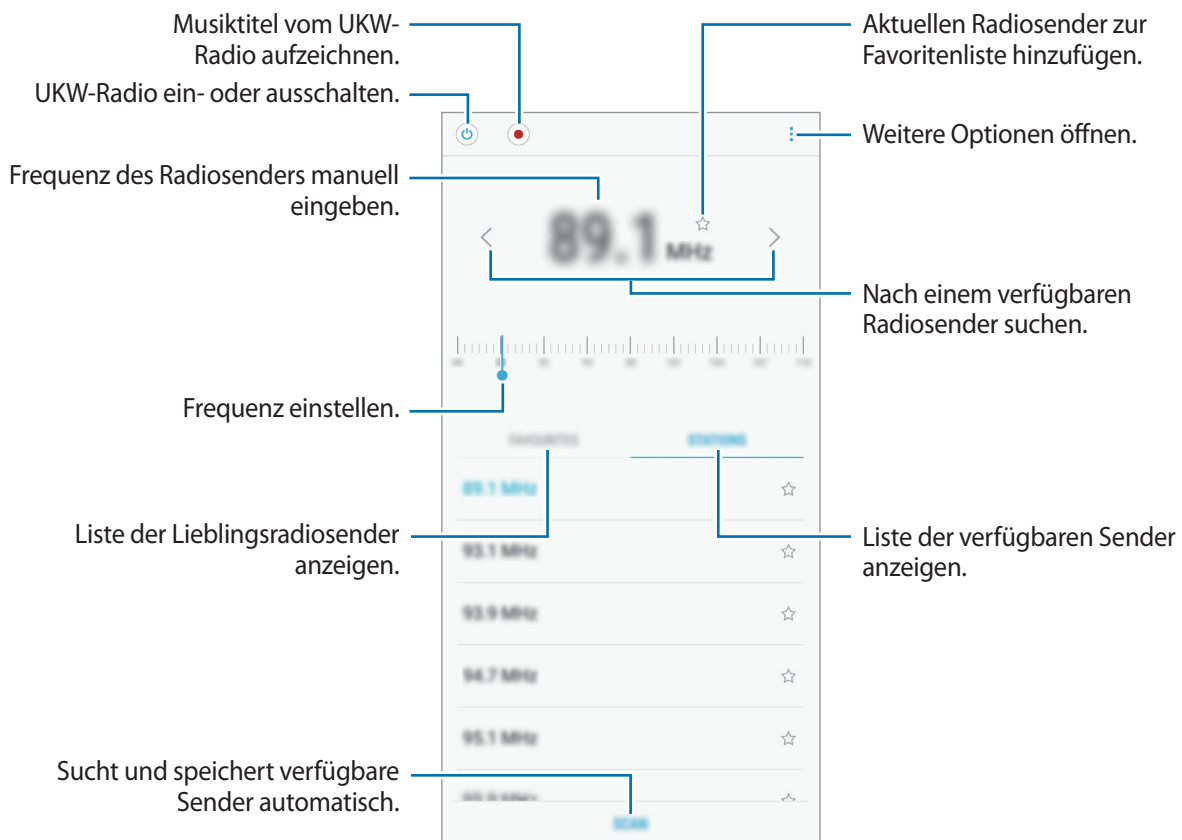 Musiktitel vom UKW-
Radio aufzeichnen.
Aktuellen Radiosender zur
Favoritenliste hinzufügen.
UKW-Radio ein- oder ausschalten.
Weitere Optionen öffnen.
Frequenz des Radiosenders manuell
eingeben.
89.1 MHz
Nach einem verfügbaren
Radiosender suchen.
Frequenz einstellen.
FAVOURITES
STATIONS
89.1 MHz
Liste der Lieblingsradiosender
anzeigen.
93.1 MHz
Liste der verfügbaren Sender
anzeigen.
93.9 MHz
94.7 MHz
95.1 MHz
Sucht und speichert verfügbare
Sender automatisch.
SCAN